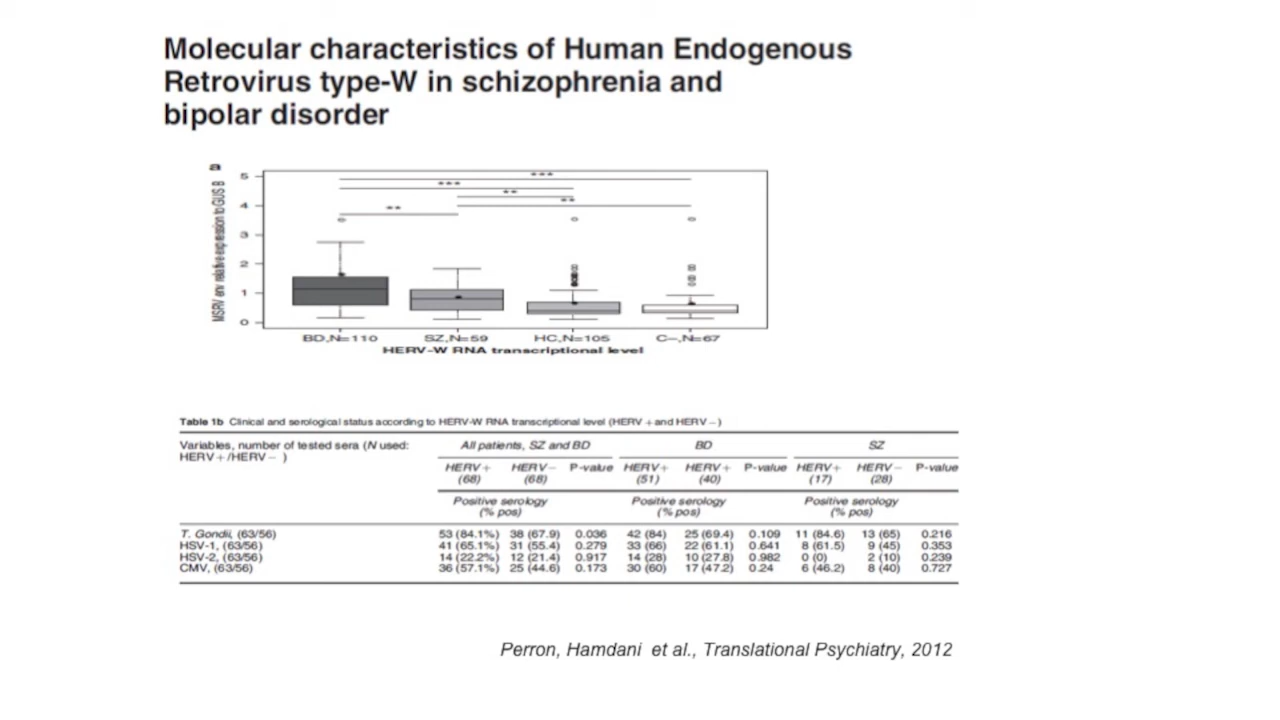 Molecular characteristics of Human Endogenous
Retrovirus type-W in schizophrenia and
bipolar disorder
a
5
4
3
2
1
0
MSRV env relative expression to GUS B
***
***
**
**
**
BD,N=110 SZ,N=59 HC,N=105 C–,N=67
HERV-W RNA transcriptional level
Table 1b Clinical and serological status according to HERV-W RNA transcriptional level (HERV + and HERV –)
Variables, number of tested sera (N used: All patients, SZ and BD BD SZ
HERV+/HERV– )
HERV+ HERV– P-value HERV+ HERV+ P-value HERV+ HERV– P-value
(68) (68) (51) (40) (17) (28)
Positive serology Positive serology Positive serology
(% pos) (% pos) (% pos)
T. Gondii, (63/56) 53 (84.1%) 38 (67.9) 0.036 42 (84) 25 (69.4) 0.109 11 (84.6) 13 (65) 0.216
HSV-1, (63/56) 41 (65.1%) 31 (55.4) 0.279 33 (66) 22 (61.1) 0.641 8 (61.5) 9 (45) 0.353
HSV-2, (63/56) 14 (22.2%) 12 (21.4) 0.917 14 (28) 10 (27.8) 0.982 0 (0) 2 (10) 0.239
CMV, (63/56) 36 (57.1%) 25 (44.6) 0.173 30 (60) 17 (47.2) 0.24 6 (46.2) 8 (40) 0.727
Perron, Hamdani et al., Translational Psychiatry, 2012